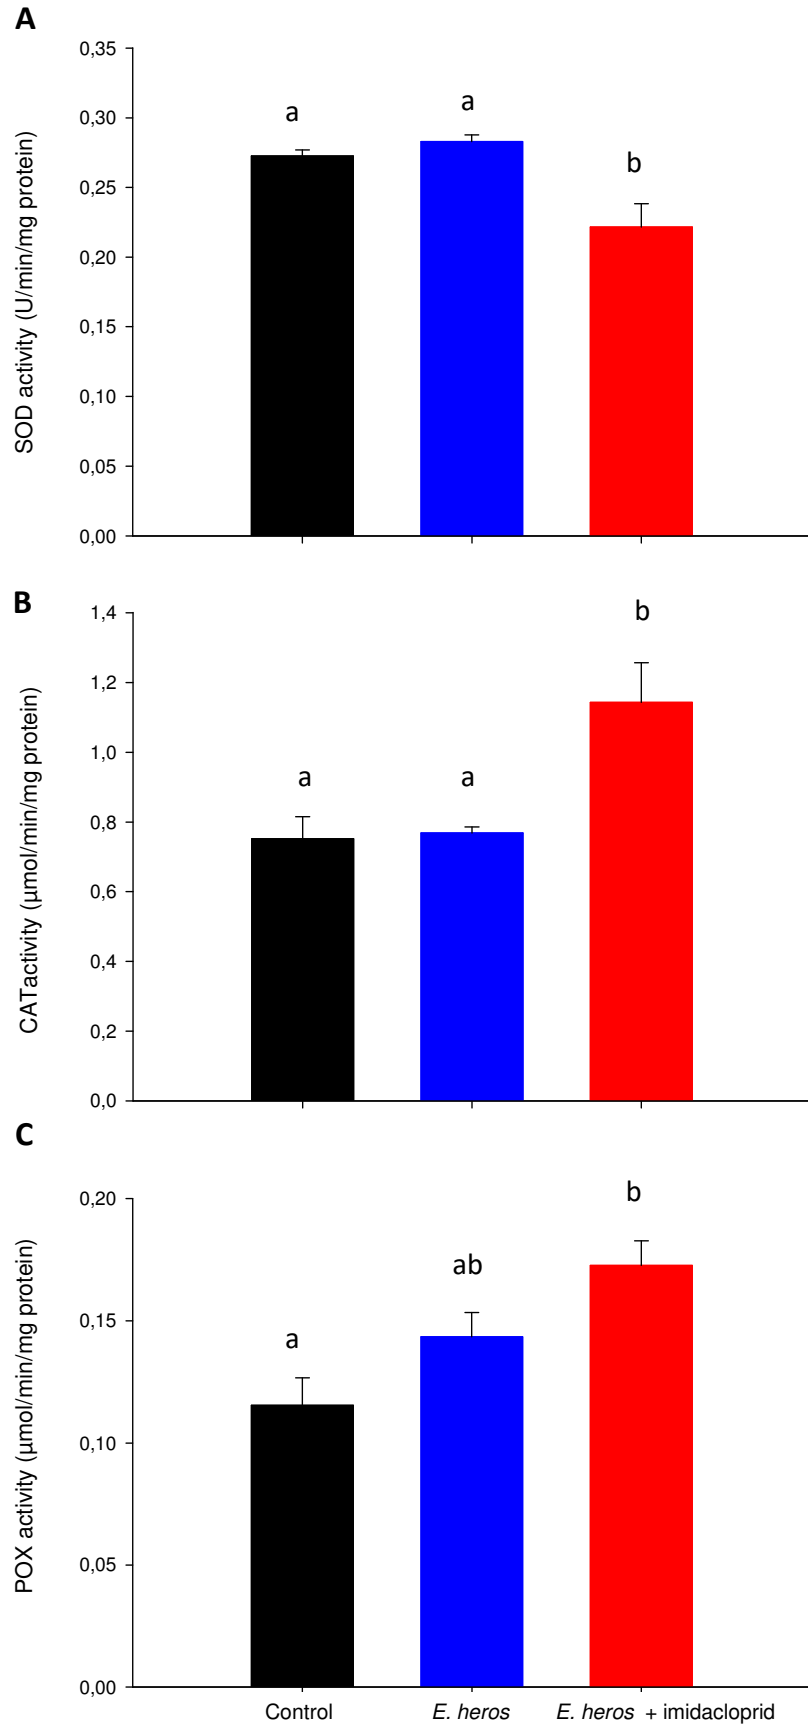 A
0,35
0,30
0,25
0,20
0,15
0,10
0,05
0,00
SOD activity (U/min/mg protein)
a
a
b
B
1,4
1,2
1,0
0,8
0,6
0,4
0,2
0,0
CATactivity (µmol/min/mg protein)
a
a
b
C
0,20
0,15
0,10
0,05
0,00
POX activity (µmol/min/mg protein)
a
ab
b
Control E. heros E. heros + imidacloprid